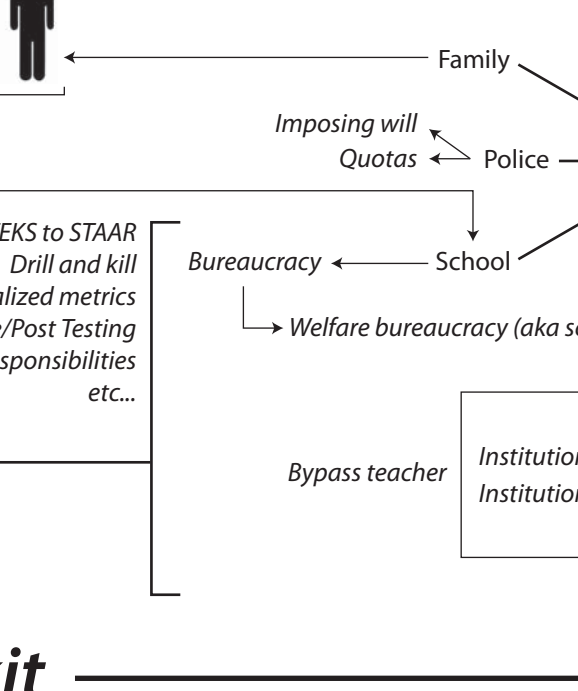 Family
Imposing will
Quotas
Police
EKS to STAAR
Drill and kill
alized metrics
e/Post Testing
sponsibilities
etc...
Bureaucracy
School
Welfare bureaucracy (aka s
Bypass teacher
Institution
Institution
it